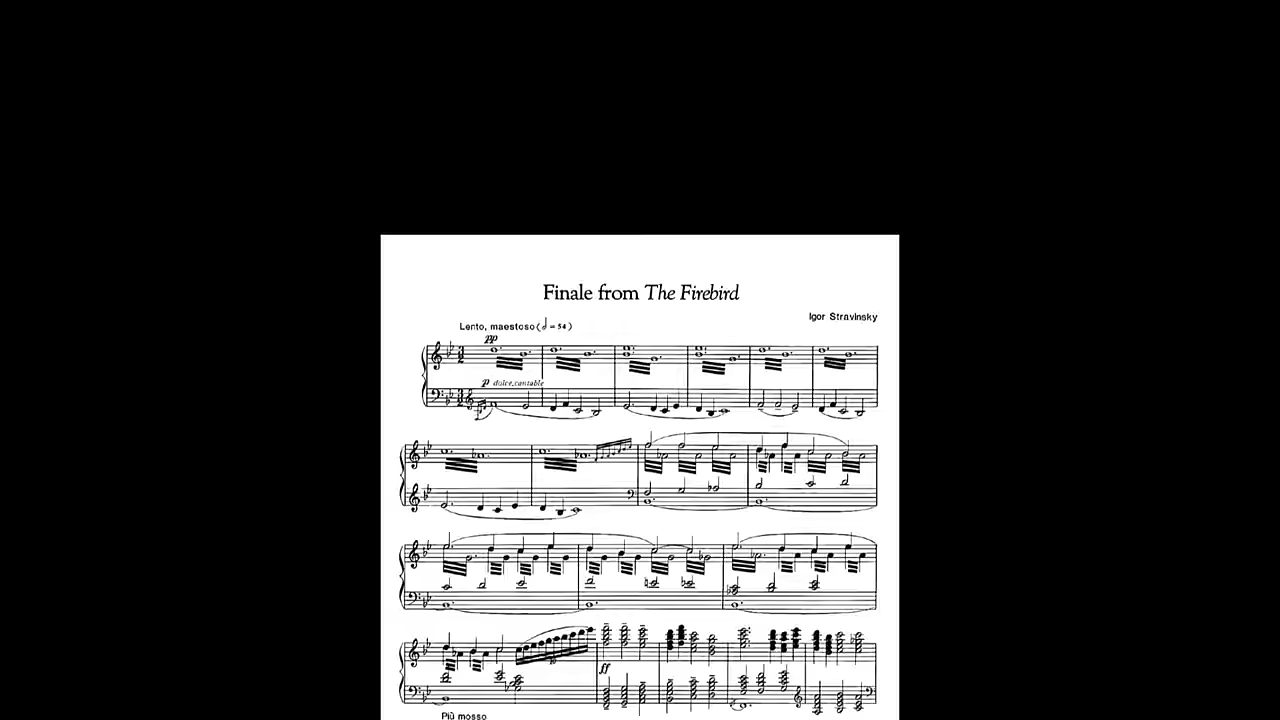 Finale from The Firebird
Igor Stravinsky
Lento, maestoso (𝅗𝅥 = 54)
pp
p dolce, cantabile
ff
Più mosso